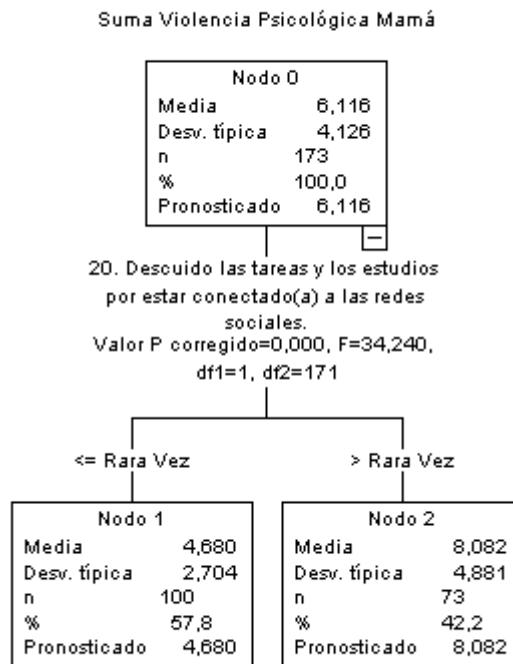 Suma Violencia Psicológica Mamá
Nodo 0
Media 6,116
Desv. típica 4,126
n 173
% 100,0
Pronosticado 6,116
20. Descuido las tareas y los estudios
por estar conectado(a) a las redes
sociales.
Valor P corregido=0,000, F=34,240,
df1=1, df2=171
<= Rara Vez
> Rara Vez
Nodo 1
Media 4,680
Desv. típica 2,704
n 100
% 57,8
Pronosticado 4,680
Nodo 2
Media 8,082
Desv. típica 4,881
n 73
% 42,2
Pronosticado 8,082